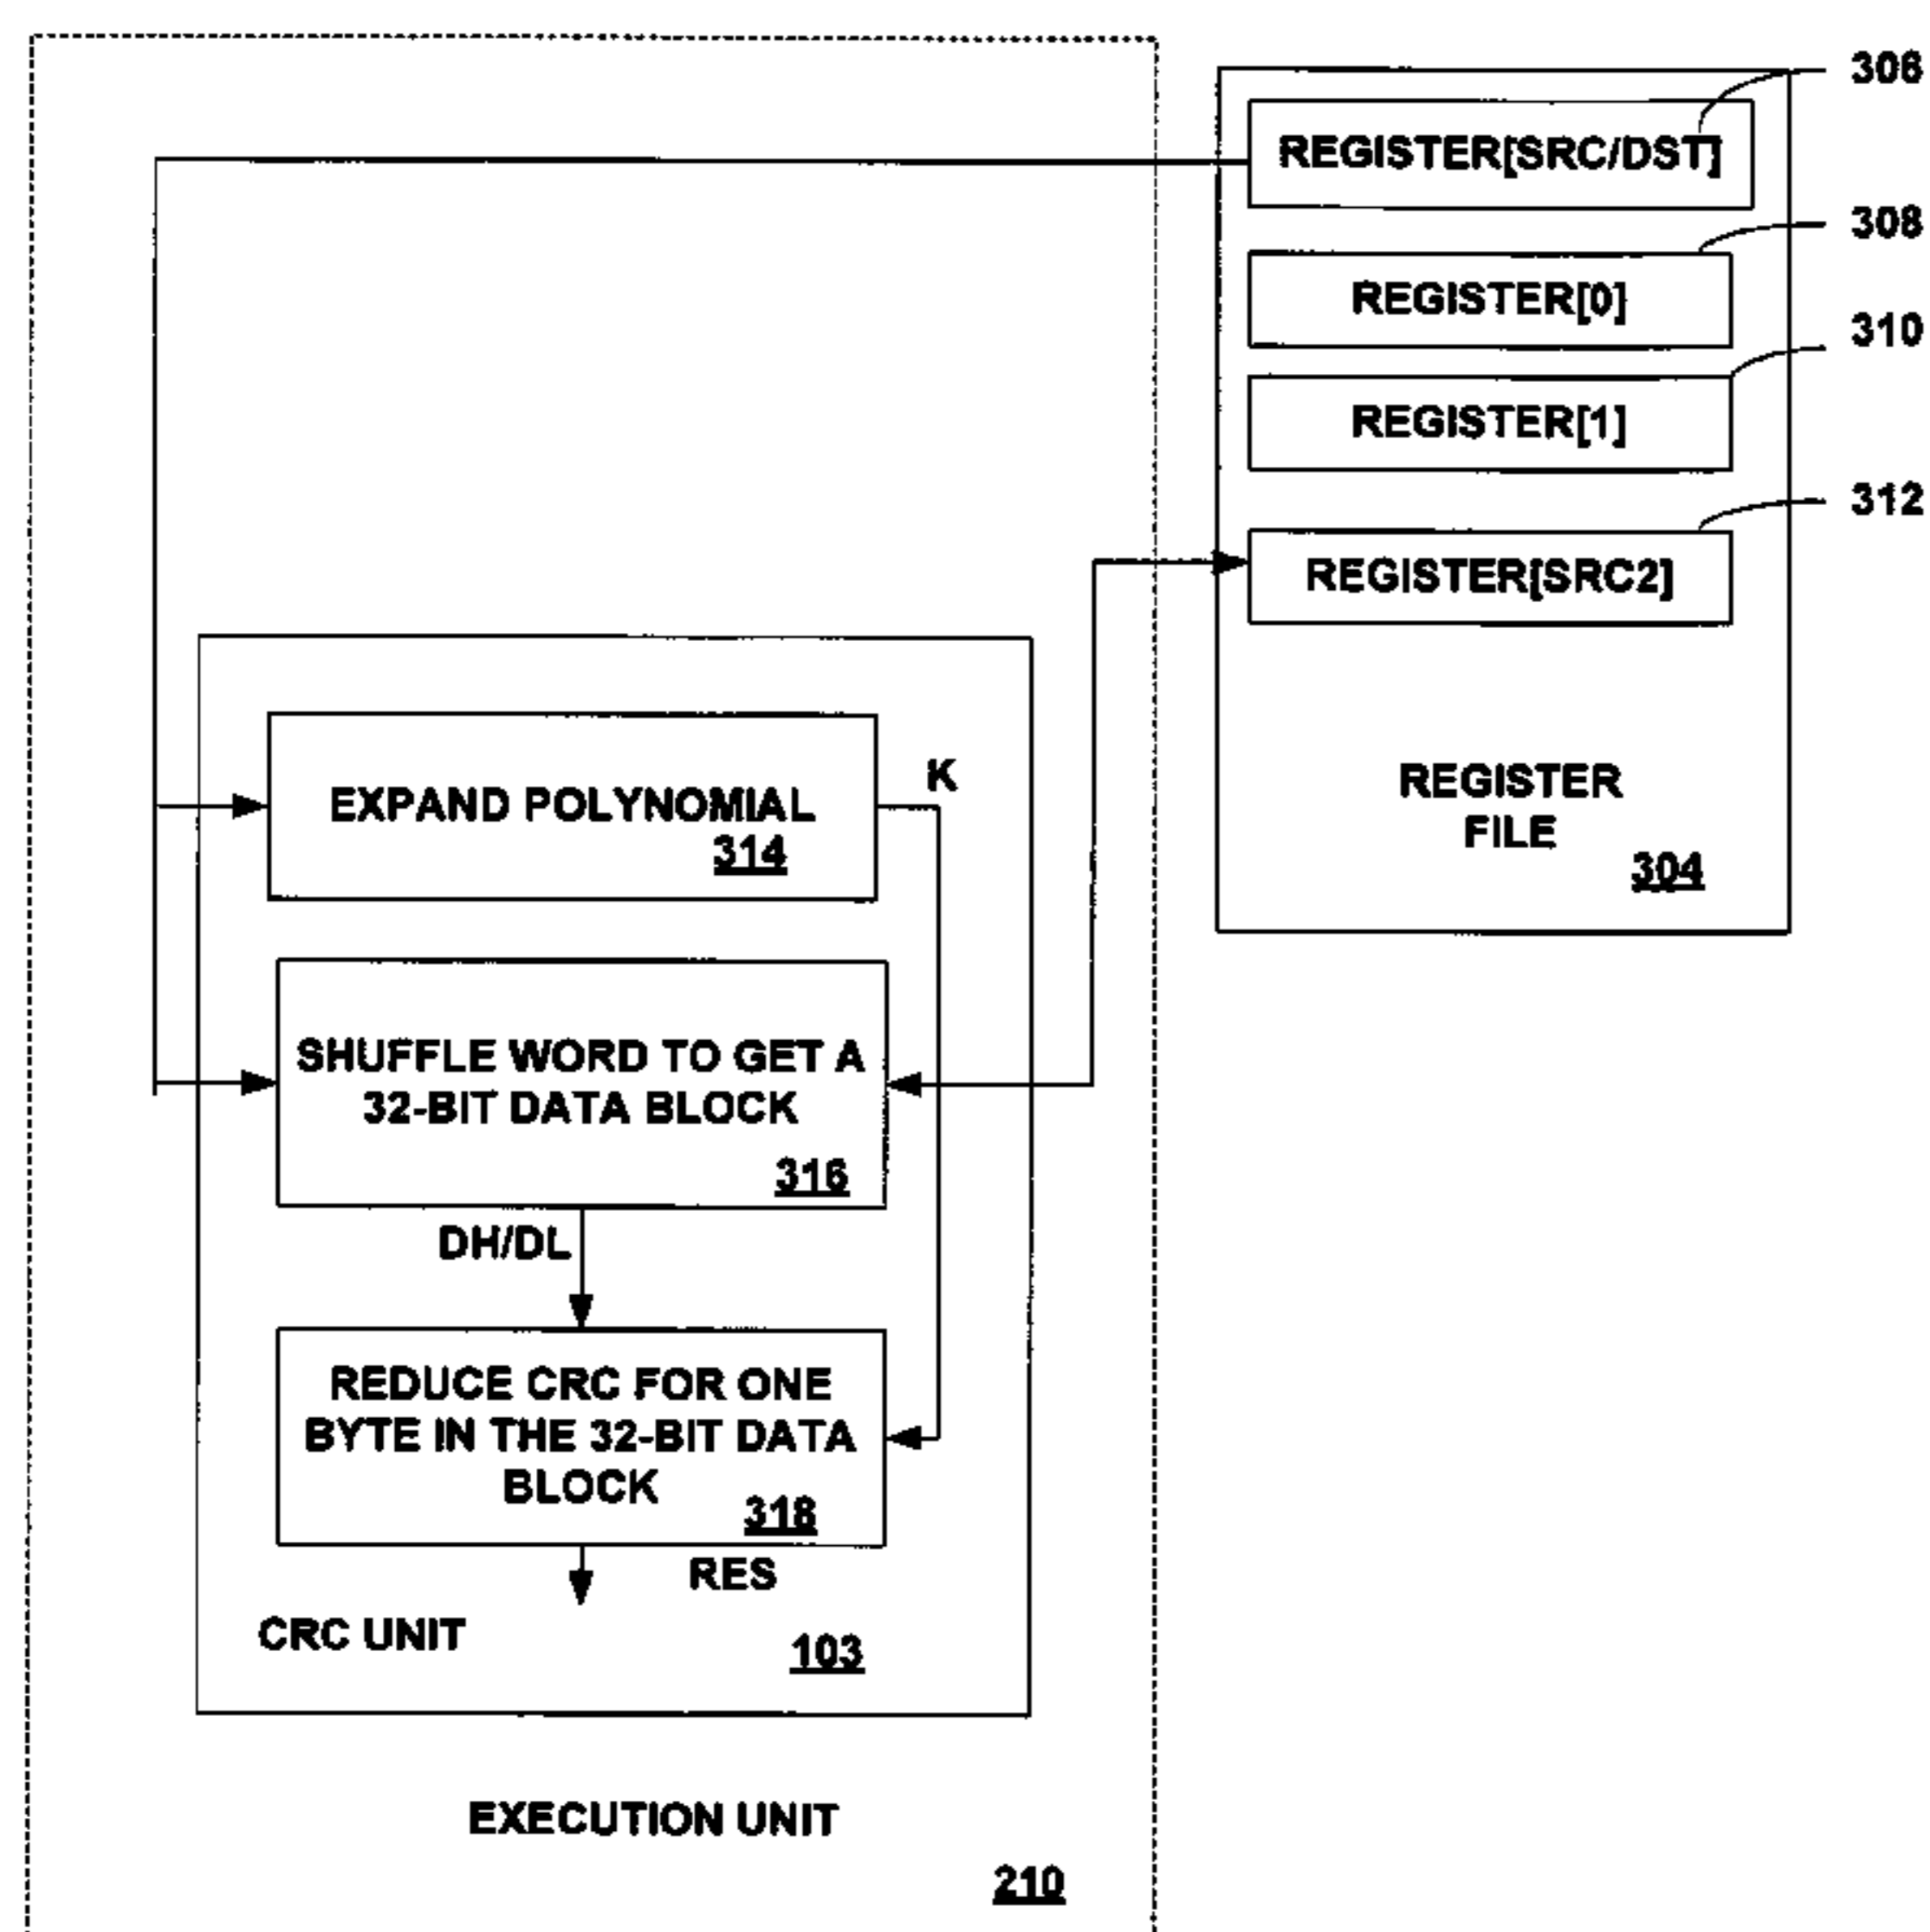 306
REGISTER[SRC/DST]
308
REGISTER[0]
310
REGISTER[1]
312
REGISTER[SRC2]
REGISTER
FILE
304
K
EXPAND POLYNOMIAL
314
SHUFFLE WORD TO GET A
32-BIT DATA BLOCK
316
DH/DL
REDUCE CRC FOR ONE
BYTE IN THE 32-BIT DATA
BLOCK
318
RES
CRC UNIT
103
EXECUTION UNIT
210